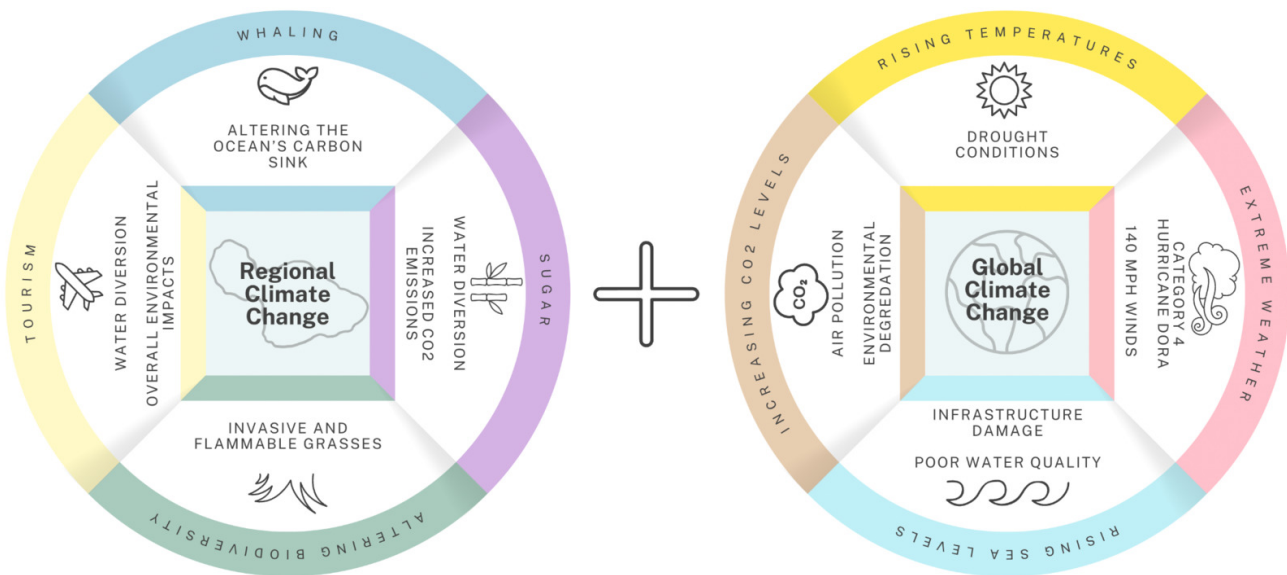 WHALING
ALTERING THE
OCEAN'S CARBON
SINK
TOURISM
WATER DIVERSION
OVERALL ENVIRONMENTAL
IMPACTS
Regional
Climate
Change
SUGAR
WATER DIVERSION
INCREASED CO2
EMISSIONS
INVASIVE AND
FLAMMABLE GRASSES
ALTERING BIODIVERSITY
RISING TEMPERATURES
DROUGHT
CONDITIONS
INCREASING CO2 LEVELS
CO₂
AIR POLLUTION
ENVIRONMENTAL
DEGREDATION
Global
Climate
Change
EXTREME WEATHER
CATEGORY 4
HURRICANE DORA
140 MPH WINDS
INFRASTRUCTURE
DAMAGE
POOR WATER QUALITY
RISING SEA LEVELS